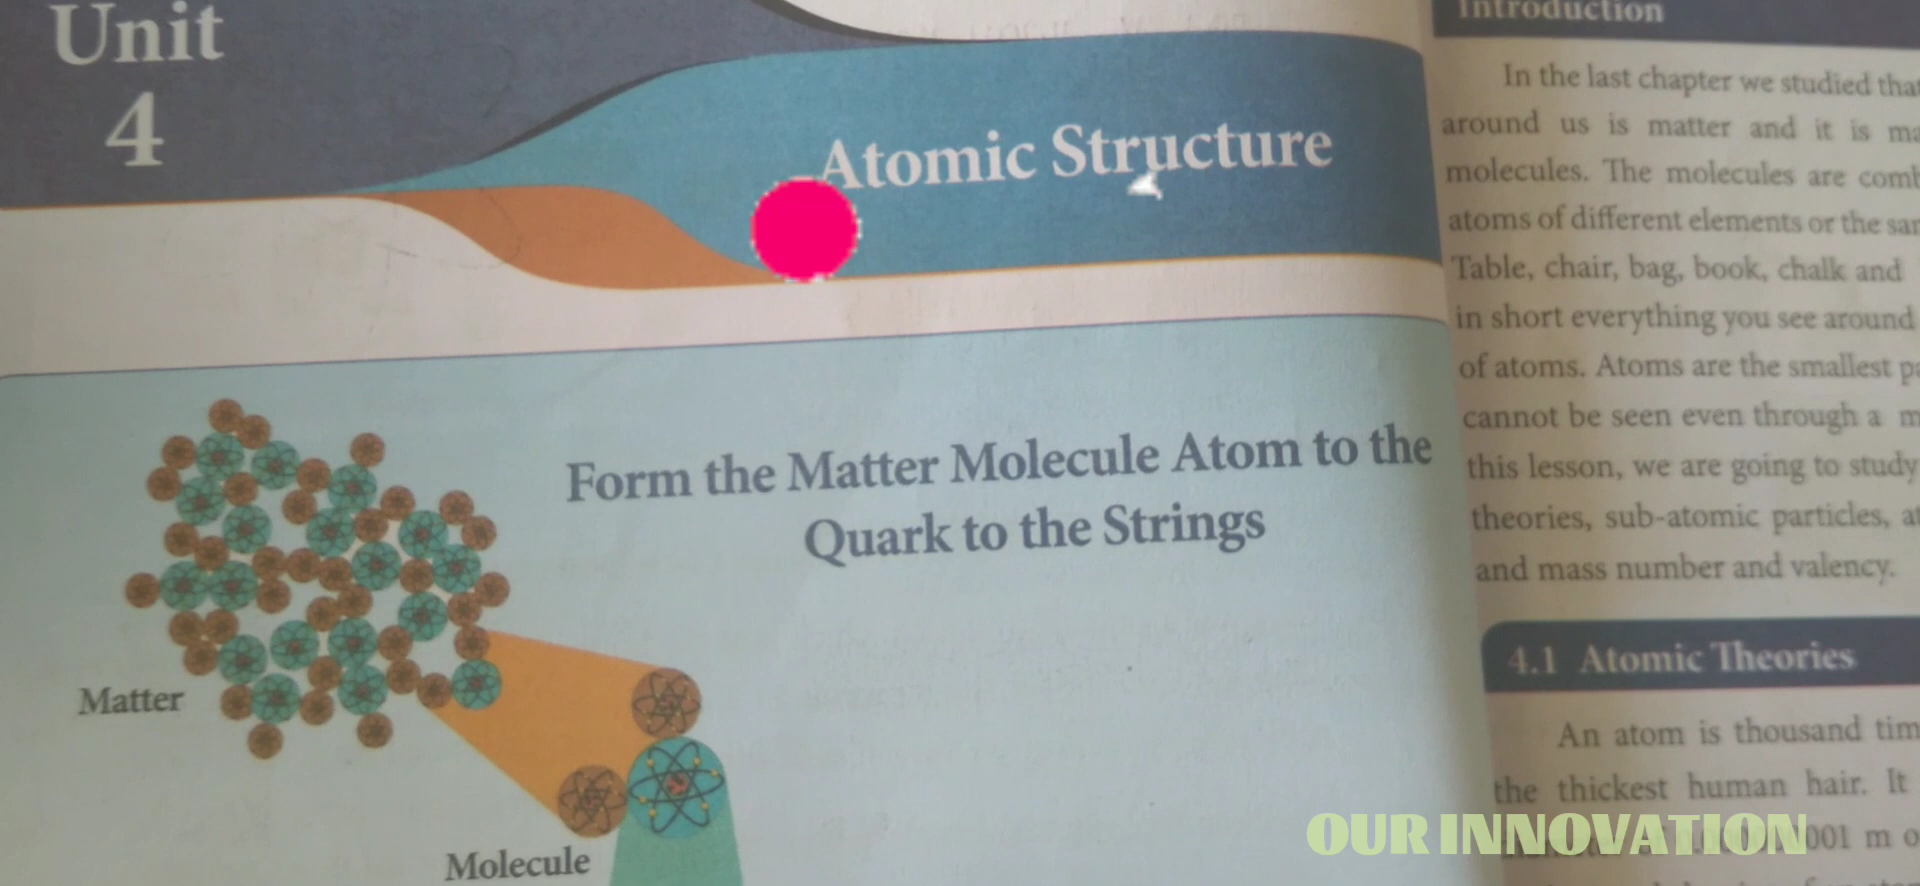 Unit
4
Atomic Structure
Form the Matter Molecule Atom to the
Quark to the Strings
Matter
Molecule
Introduction
In the last chapter we studied
around us is matter and it is
molecules. The molecules are
atoms of different elements or the
Table, chair, bag, book, chalk and
in short everything you see around
of atoms. Atoms are the smallest
cannot be seen even through a
this lesson, we are going to study
theories, sub-atomic particles,
and mass number and valency.
4.1 Atomic Theories
An atom is thousand
the thickest human hair. It
m
OUR INNOVATION